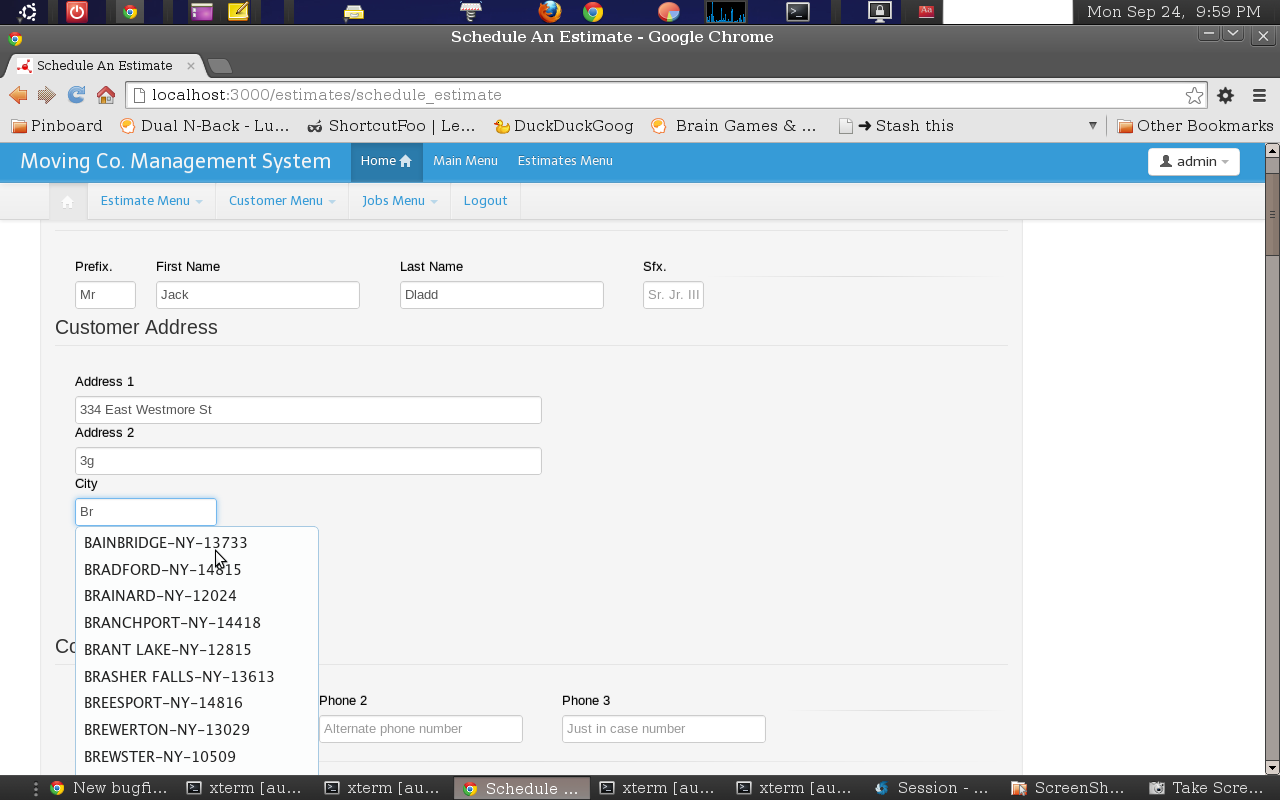 Mon Sep 24, 9:59 PM
Schedule An Estimate - Google Chrome
Schedule An Estimate
localhost:3000/estimates/schedule_estimate
Pinboard Dual N-Back - Lu... ShortcutFoo | Le... DuckDuckGoog Brain Games & ... ➜ Stash this Other Bookmarks
Moving Co. Management System Home Main Menu Estimates Menu admin
Estimate Menu Customer Menu Jobs Menu Logout
Prefix. First Name Last Name Sfx.
Mr Jack Dladd Sr. Jr. III
Customer Address
Address 1
334 East Westmore St
Address 2
3g
City
Br
BAINBRIDGE-NY-13733
BRADFORD-NY-14815
BRAINARD-NY-12024
BRANCHPORT-NY-14418
BRANT LAKE-NY-12815
Co
BRASHER FALLS-NY-13613
BREESPORT-NY-14816
Phone 2 Phone 3
BREWERTON-NY-13029
Alternate phone number Just in case number
BREWSTER-NY-10509
New bugfi... xterm [au... xterm [au... Schedule ... xterm [au... xterm [au... Session - ... ScreenSh... Take Scre...